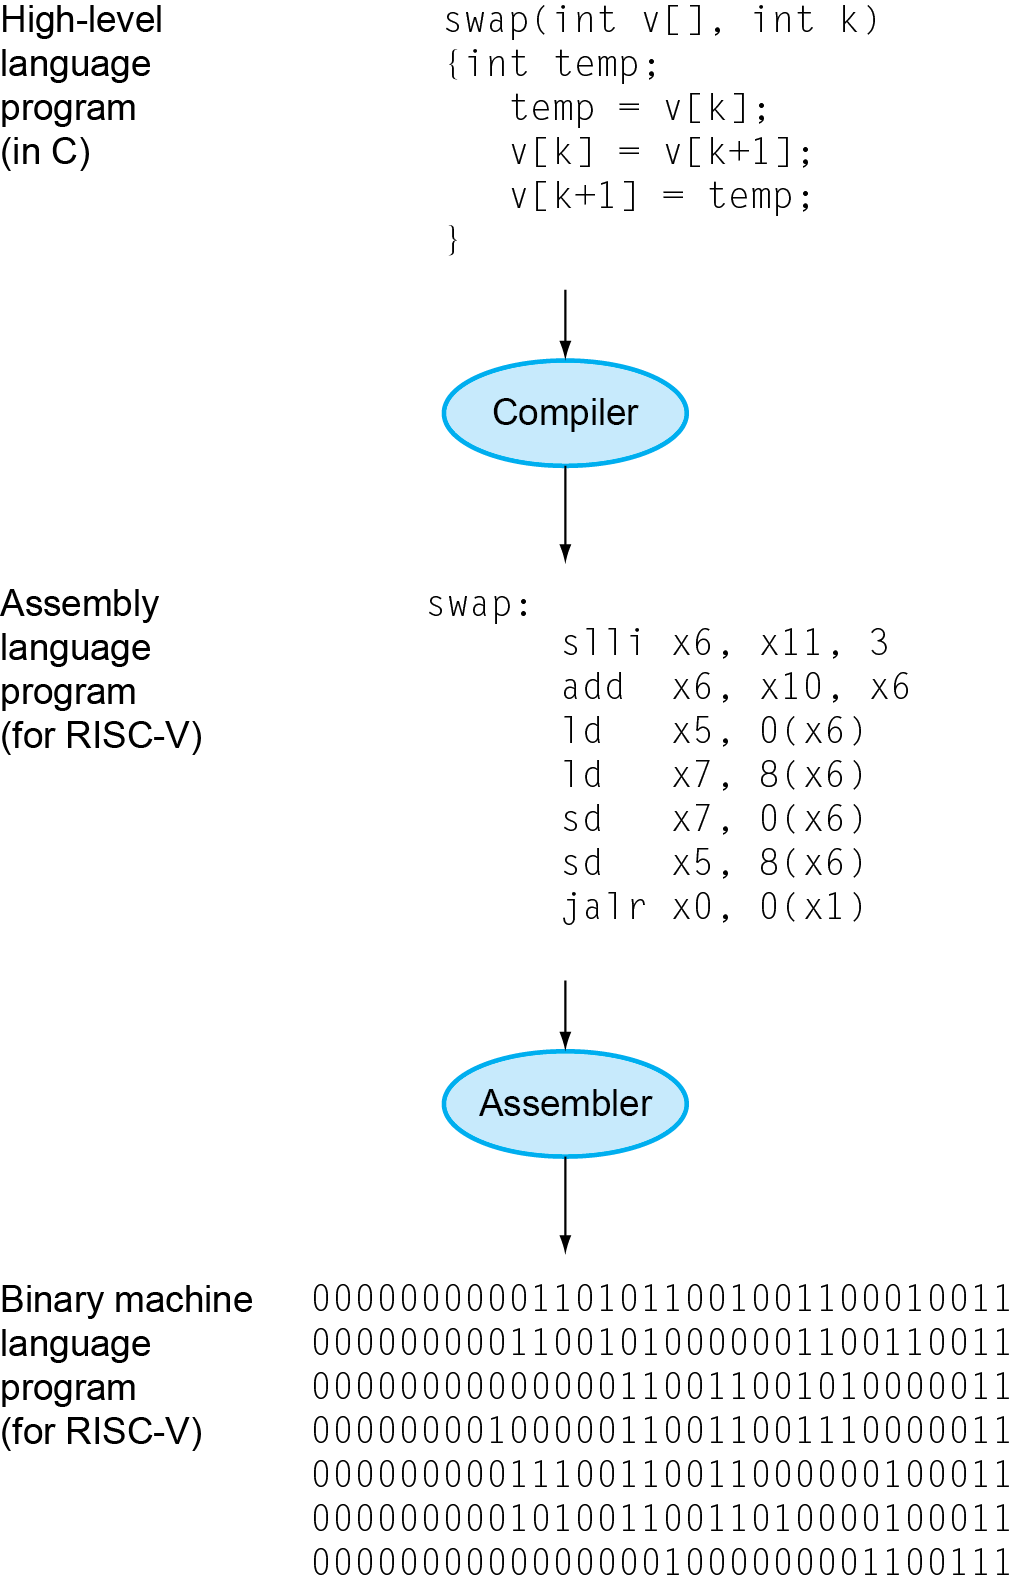 High-level
language
program
(in C)
swap(int v[], int k)
{int temp;
temp = v[k];
v[k] = v[k+1];
v[k+1] = temp;
}
Compiler
Assembly
language
program
(for RISC-V)
swap:
slli x6, x11, 3
add x6, x10, x6
ld x5, 0(x6)
ld x7, 8(x6)
sd x7, 0(x6)
sd x5, 8(x6)
jalr x0, 0(x1)
Assembler
Binary machine
language
program
(for RISC-V)
00000000001101011001001100010011
00000000011001010000001100110011
00000000000000110011001010000011
00000000100000110011001110000011
00000000011100110011000000100011
00000000010100110011010000100011
00000000000000001000000001100111